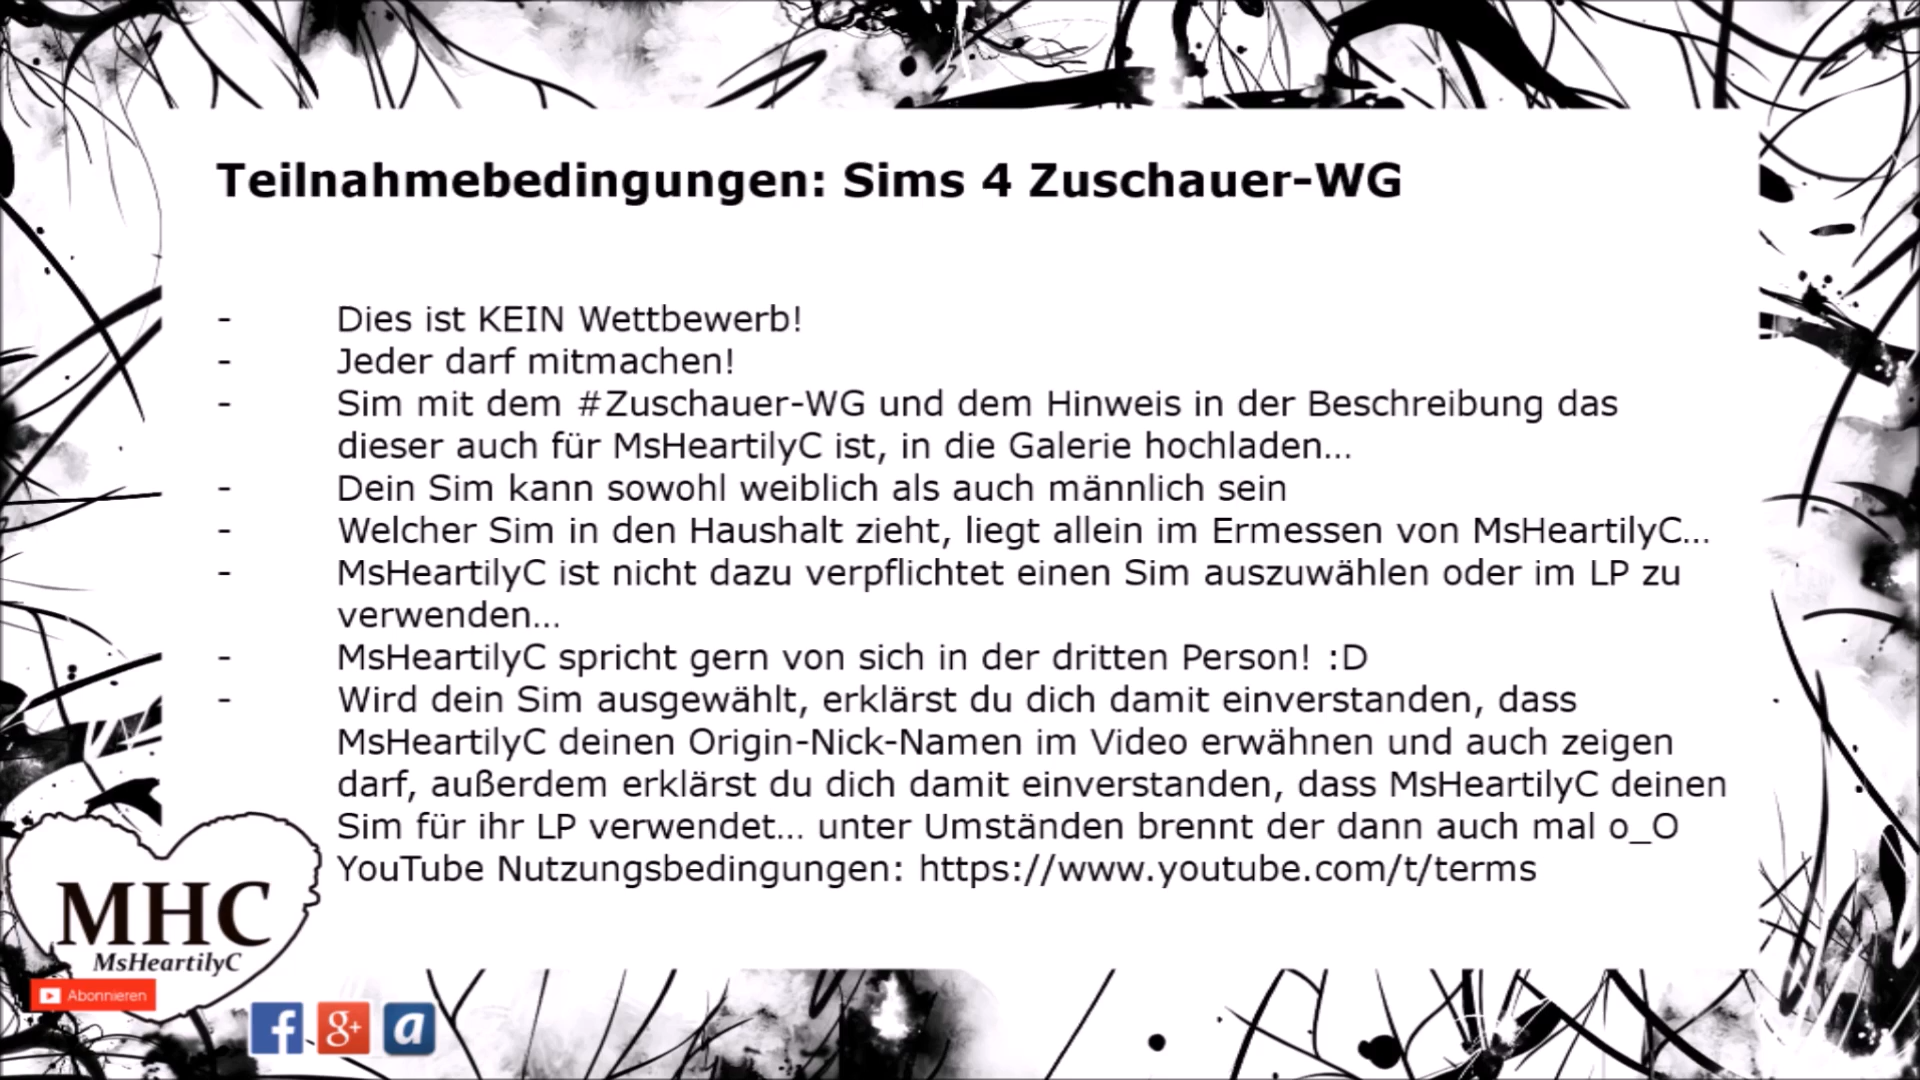 Teilnahmebedingungen: Sims 4 Zuschauer-WG
- Dies ist KEIN Wettbewerb!
- Jeder darf mitmachen!
- Sim mit dem #Zuschauer-WG und dem Hinweis in der Beschreibung das
dieser auch für MsHeartilyC ist, in die Galerie hochladen...
- Dein Sim kann sowohl weiblich als auch männlich sein
- Welcher Sim in den Haushalt zieht, liegt allein im Ermessen von MsHeartilyC...
- MsHeartilyC ist nicht dazu verpflichtet einen Sim auszuwählen oder im LP zu
verwenden...
- MsHeartilyC spricht gern von sich in der dritten Person! :D
- Wird dein Sim ausgewählt, erklärst du dich damit einverstanden, dass
MsHeartilyC deinen Origin-Nick-Namen im Video erwähnen und auch zeigen
darf, außerdem erklärst du dich damit einverstanden, dass MsHeartilyC deinen
Sim für ihr LP verwendet... unter Umständen brennt der dann auch mal o_O
YouTube Nutzungsbedingungen: https://www.youtube.com/t/terms
MHC
MsHeartilyC
Abonnieren
f g+ a